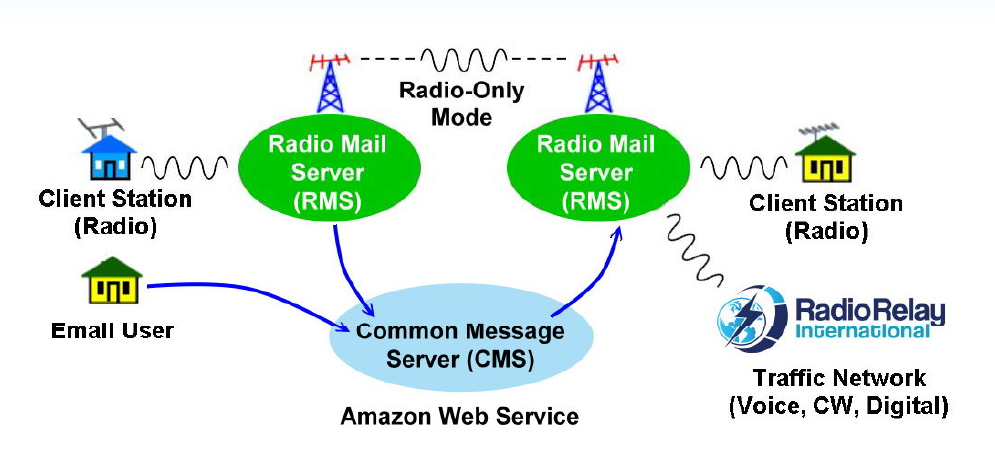 Radio-Only
Mode
Radio Mail
Server
(RMS)
Radio Mail
Server
(RMS)
Client Station
(Radio)
Client Station
(Radio)
Email User
Common Message
Server (CMS)
Amazon Web Service
RadioRelay
International
Traffic Network
(Voice, CW, Digital)